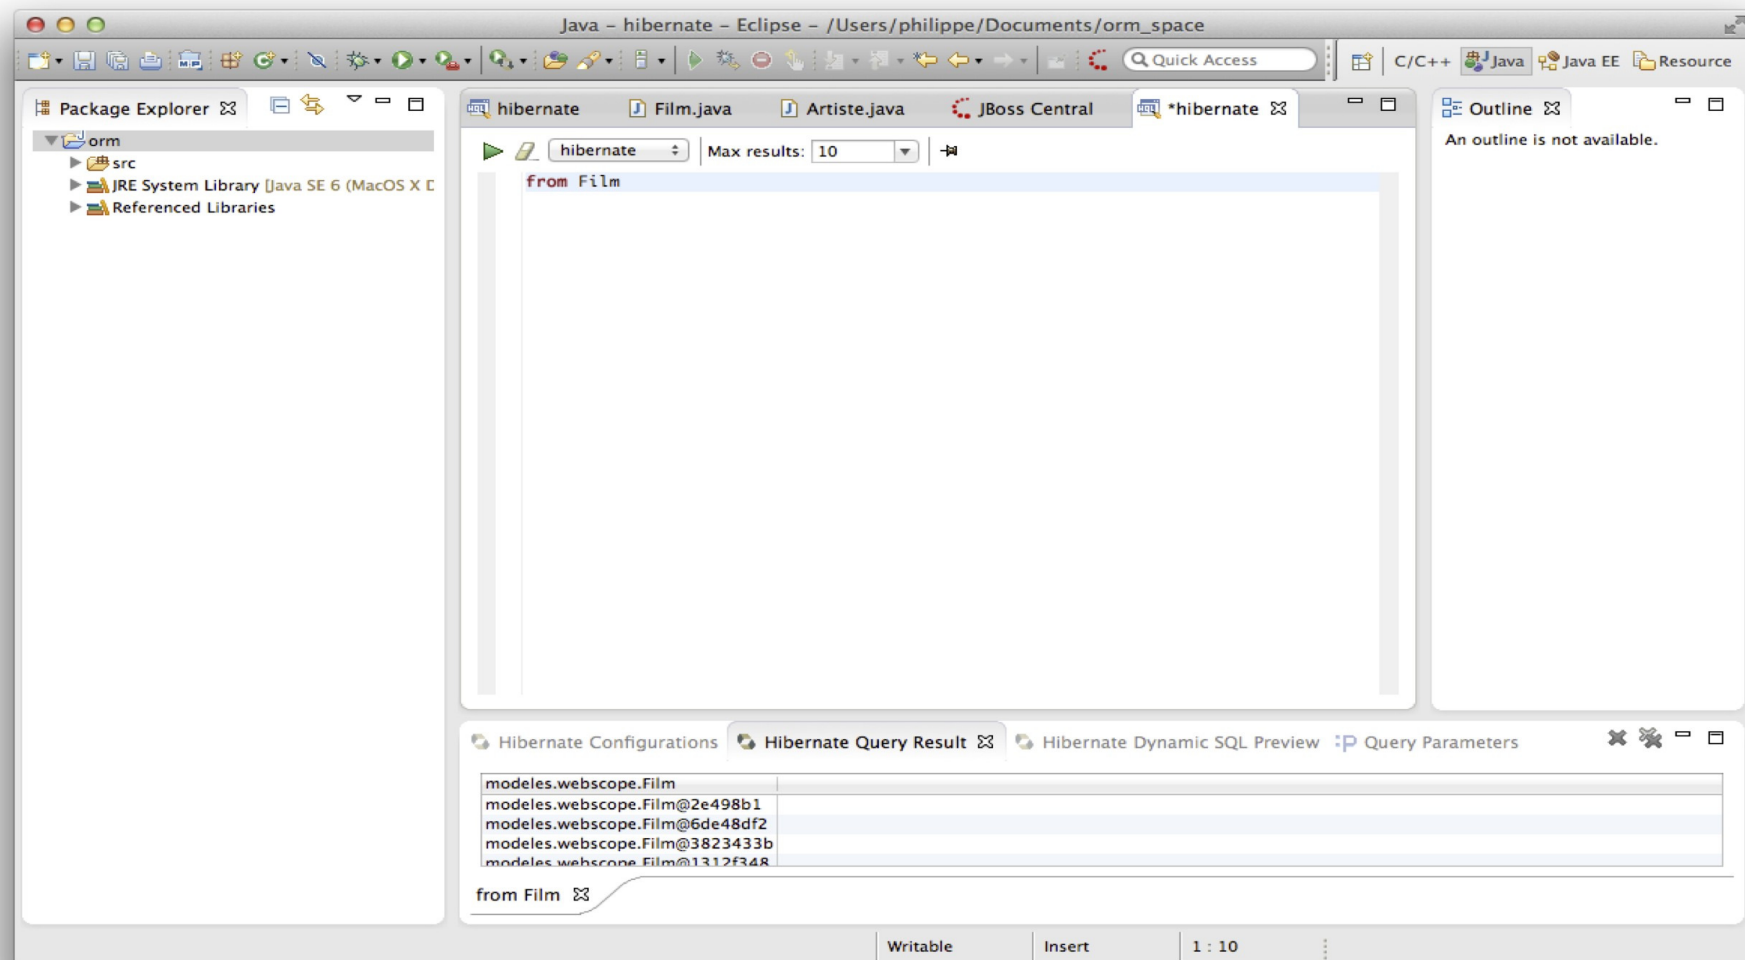 Java – hibernate – Eclipse – /Users/philippe/Documents/orm_space
Quick Access
C/C++
Java
Java EE
Resource
Package Explorer
orm
src
JRE System Library [Java SE 6 (MacOS X D
Referenced Libraries
hibernate
Film.java
Artiste.java
JBoss Central
*hibernate
hibernate
Max results: 10
from Film
Outline
An outline is not available.
Hibernate Configurations
Hibernate Query Result
Hibernate Dynamic SQL Preview
Query Parameters
modeles.webscope.Film
modeles.webscope.Film@2e498b1
modeles.webscope.Film@6de48df2
modeles.webscope.Film@3823433b
modeles.webscope.Film@1312f348
from Film
Writable
Insert
1 : 10